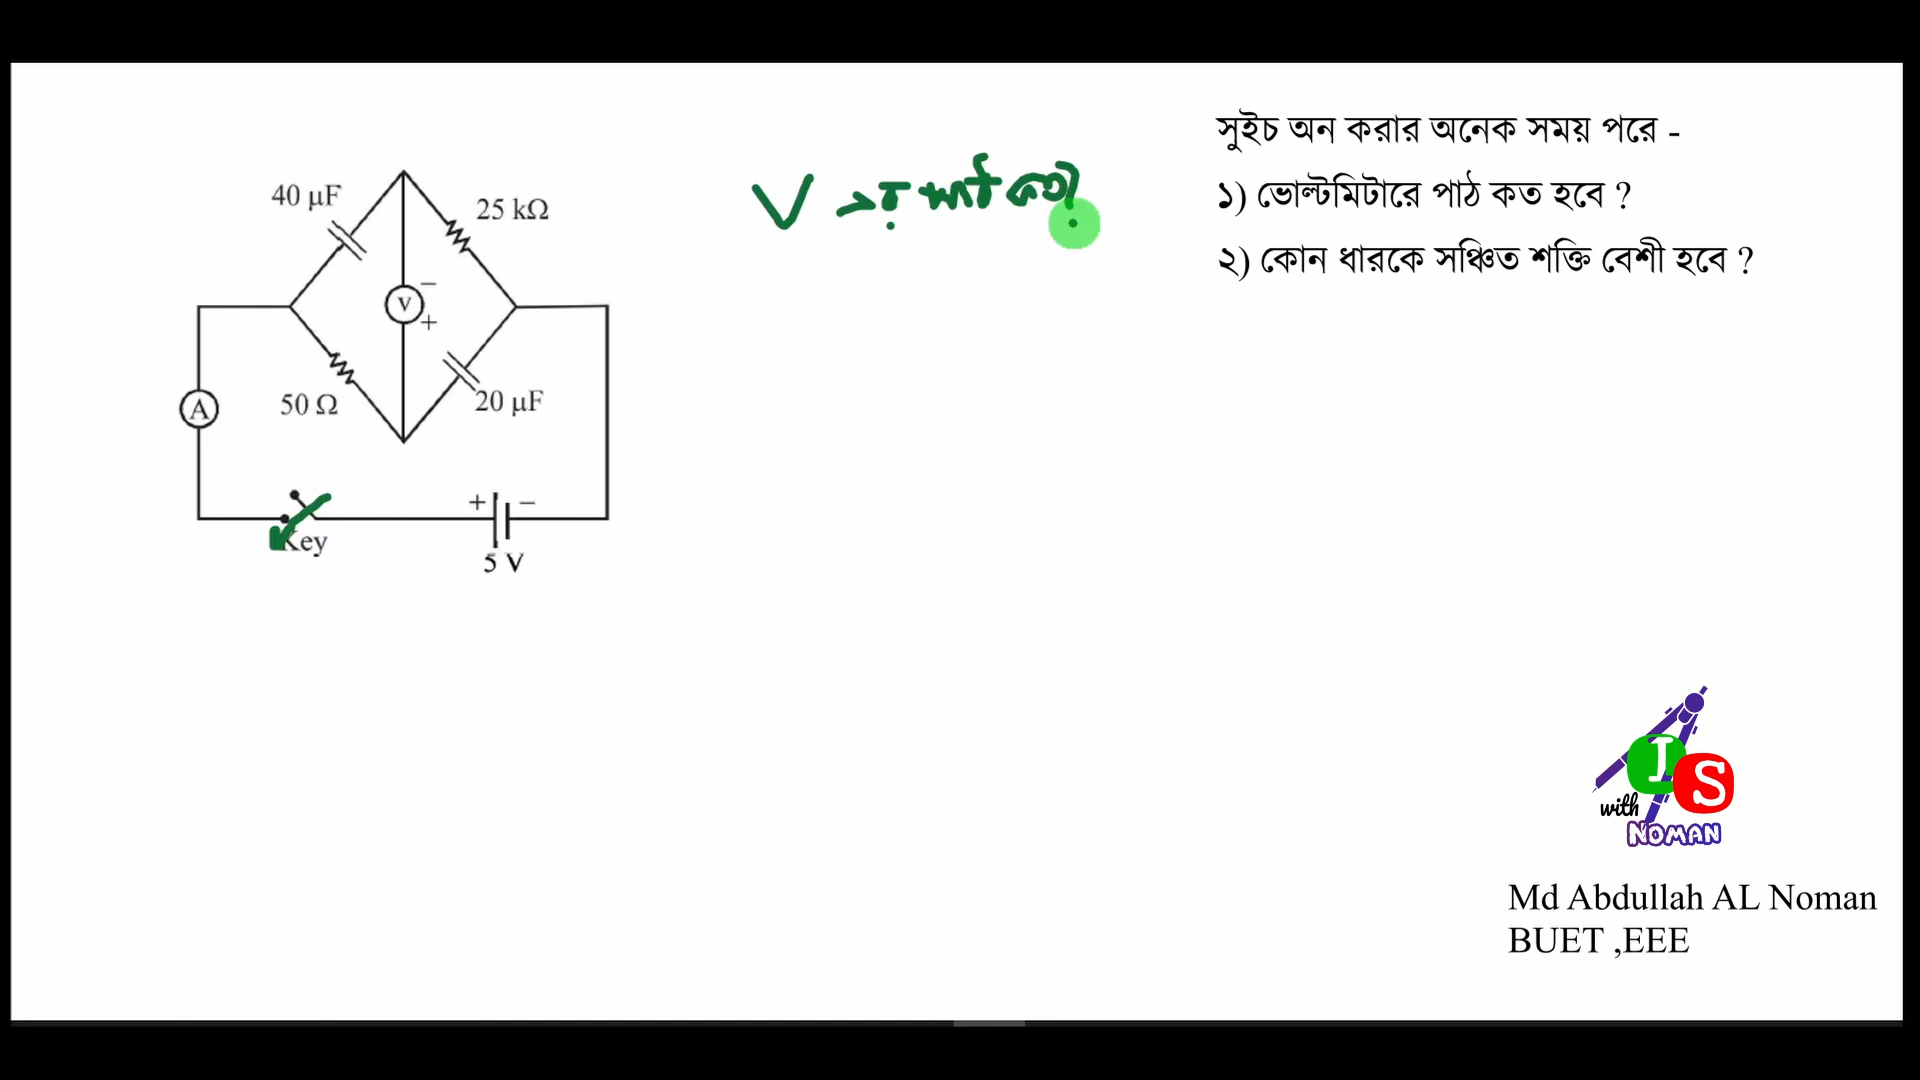 40 μF
25 kΩ
V
−
+
50 Ω
20 μF
A
Key
+ −
5 V
V → র পাঠ কত?
সুইচ অন করার অনেক সময় পরে -
১) ভোল্টমিটারে পাঠ কত হবে ?
২) কোন ধারকে সঞ্চিত শক্তি বেশী হবে ?
I S
with
NOMAN
Md Abdullah AL Noman
BUET ,EEE